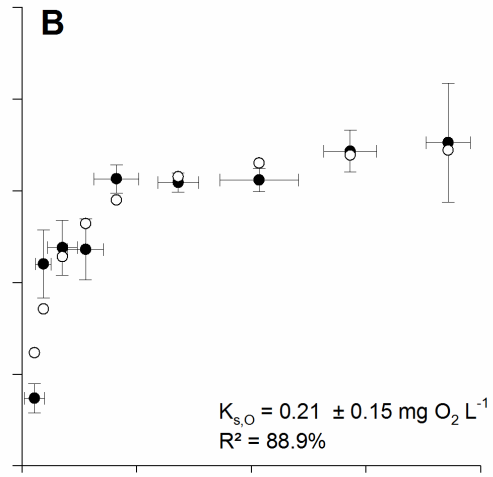 B
Kₛ,O = 0.21 ± 0.15 mg O₂ L⁻¹
R² = 88.9%